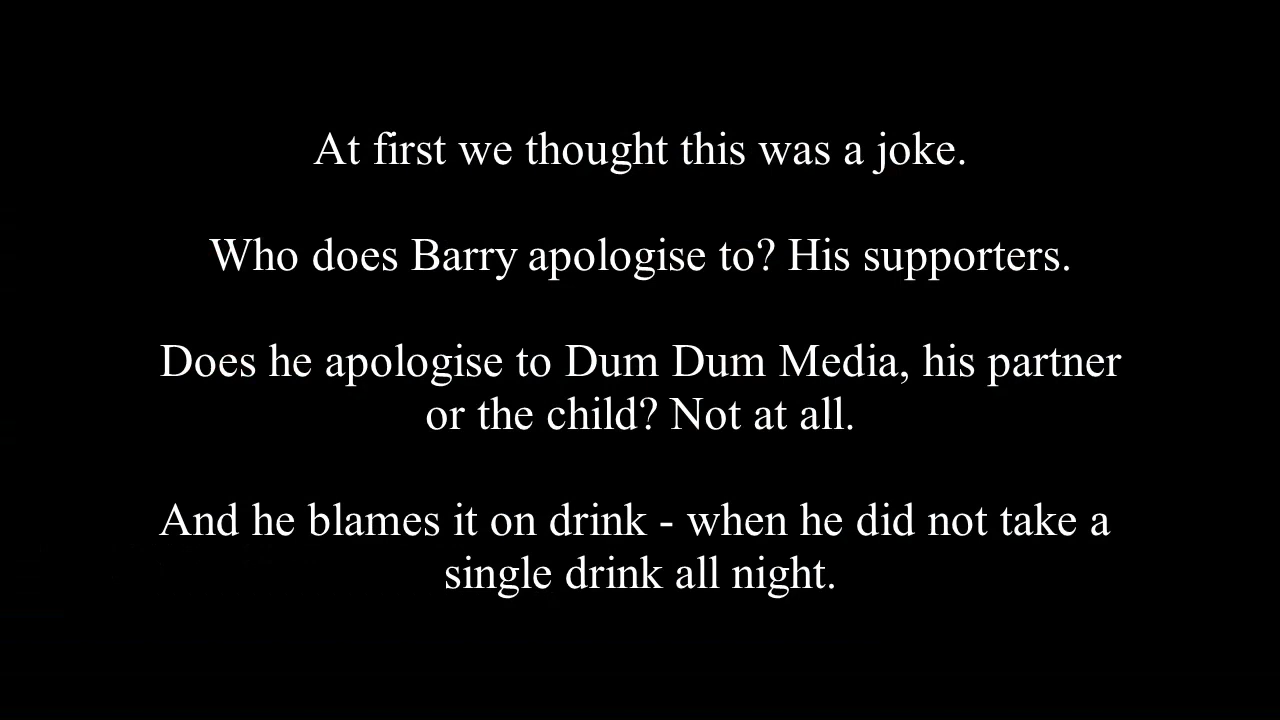 At first we thought this was a joke.
Who does Barry apologise to? His supporters.
Does he apologise to Dum Dum Media, his partner
or the child? Not at all.
And he blames it on drink - when he did not take a
single drink all night.